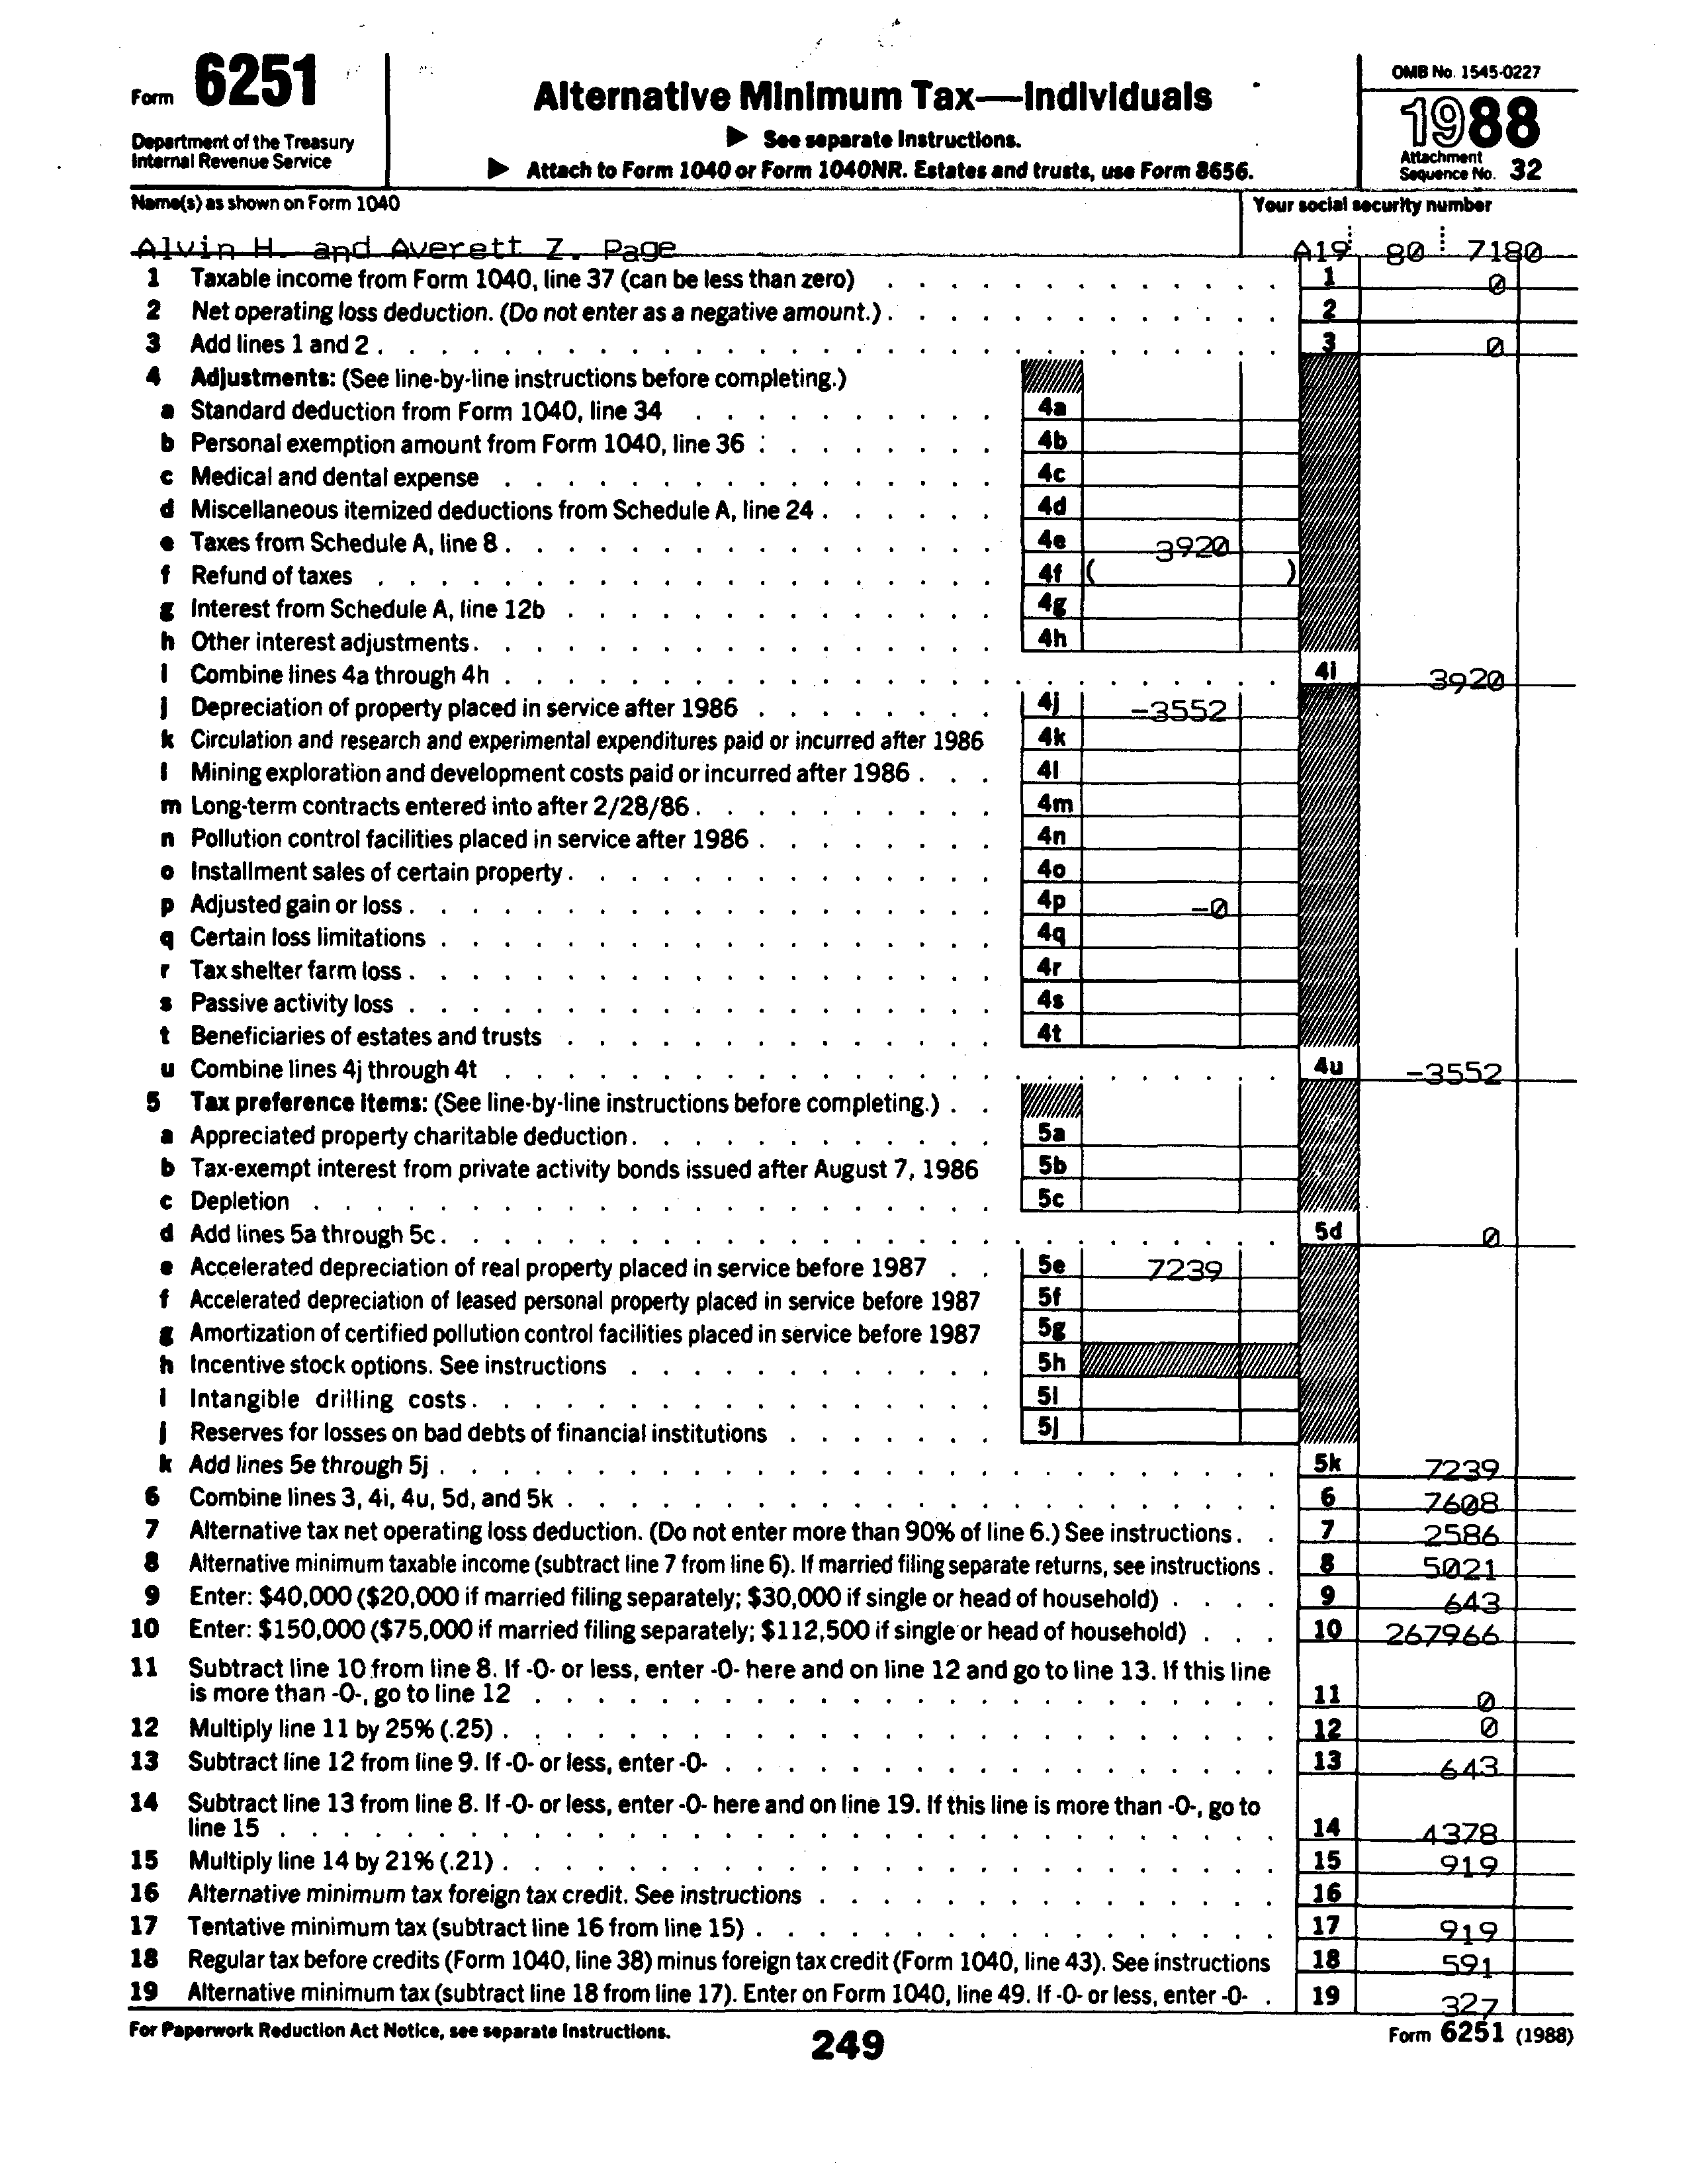 Form 6251
Department of the Treasury
Internal Revenue Service
Alternative Minimum Tax—Individuals
▶ See separate Instructions.
▶ Attach to Form 1040 or Form 1040NR. Estates and trusts, use Form 8656.
OMB No. 1545-0227
1988
Attachment
Sequence No. 32
Name(s) as shown on Form 1040
Your social security number
Alvin H. and Averett Z. Page A19 80 7180
1 Taxable income from Form 1040, line 37 (can be less than zero) 1 0
2 Net operating loss deduction. (Do not enter as a negative amount.) 2
3 Add lines 1 and 2 3 0
4 Adjustments: (See line-by-line instructions before completing.)
a Standard deduction from Form 1040, line 34 4a
b Personal exemption amount from Form 1040, line 36 4b
c Medical and dental expense 4c
d Miscellaneous itemized deductions from Schedule A, line 24 4d
e Taxes from Schedule A, line 8 4e 3920
f Refund of taxes 4f ( )
g Interest from Schedule A, line 12b 4g
h Other interest adjustments 4h
i Combine lines 4a through 4h 4i 3920
j Depreciation of property placed in service after 1986 4j -3552
k Circulation and research and experimental expenditures paid or incurred after 1986 4k
l Mining exploration and development costs paid or incurred after 1986 4l
m Long-term contracts entered into after 2/28/86 4m
n Pollution control facilities placed in service after 1986 4n
o Installment sales of certain property 4o
p Adjusted gain or loss 4p -0
q Certain loss limitations 4q
r Tax shelter farm loss 4r
s Passive activity loss 4s
t Beneficiaries of estates and trusts 4t
u Combine lines 4j through 4t 4u -3552
5 Tax preference items: (See line-by-line instructions before completing.)
a Appreciated property charitable deduction 5a
b Tax-exempt interest from private activity bonds issued after August 7, 1986 5b
c Depletion 5c
d Add lines 5a through 5c 5d 0
e Accelerated depreciation of real property placed in service before 1987 5e 7239
f Accelerated depreciation of leased personal property placed in service before 1987 5f
g Amortization of certified pollution control facilities placed in service before 1987 5g
h Incentive stock options. See instructions 5h
i Intangible drilling costs 5i
j Reserves for losses on bad debts of financial institutions 5j
k Add lines 5e through 5j 5k 7239
6 Combine lines 3, 4i, 4u, 5d, and 5k 6 7608
7 Alternative tax net operating loss deduction. (Do not enter more than 90% of line 6.) See instructions 7 2586
8 Alternative minimum taxable income (subtract line 7 from line 6). If married filing separate returns, see instructions 8 5021
9 Enter: $40,000 ($20,000 if married filing separately; $30,000 if single or head of household) 9 643
10 Enter: $150,000 ($75,000 if married filing separately; $112,500 if single or head of household) 10 267966
11 Subtract line 10 from line 8. If -0- or less, enter -0- here and on line 12 and go to line 13. If this line
is more than -0-, go to line 12 11 0
12 Multiply line 11 by 25% (.25) 12 0
13 Subtract line 12 from line 9. If -0- or less, enter -0- 13 643
14 Subtract line 13 from line 8. If -0- or less, enter -0- here and on line 19. If this line is more than -0-, go to
line 15 14 4378
15 Multiply line 14 by 21% (.21) 15 919
16 Alternative minimum tax foreign tax credit. See instructions 16
17 Tentative minimum tax (subtract line 16 from line 15) 17 919
18 Regular tax before credits (Form 1040, line 38) minus foreign tax credit (Form 1040, line 43). See instructions 18 591
19 Alternative minimum tax (subtract line 18 from line 17). Enter on Form 1040, line 49. If -0- or less, enter -0- 19 327
For Paperwork Reduction Act Notice, see separate Instructions.
249
Form 6251 (1988)